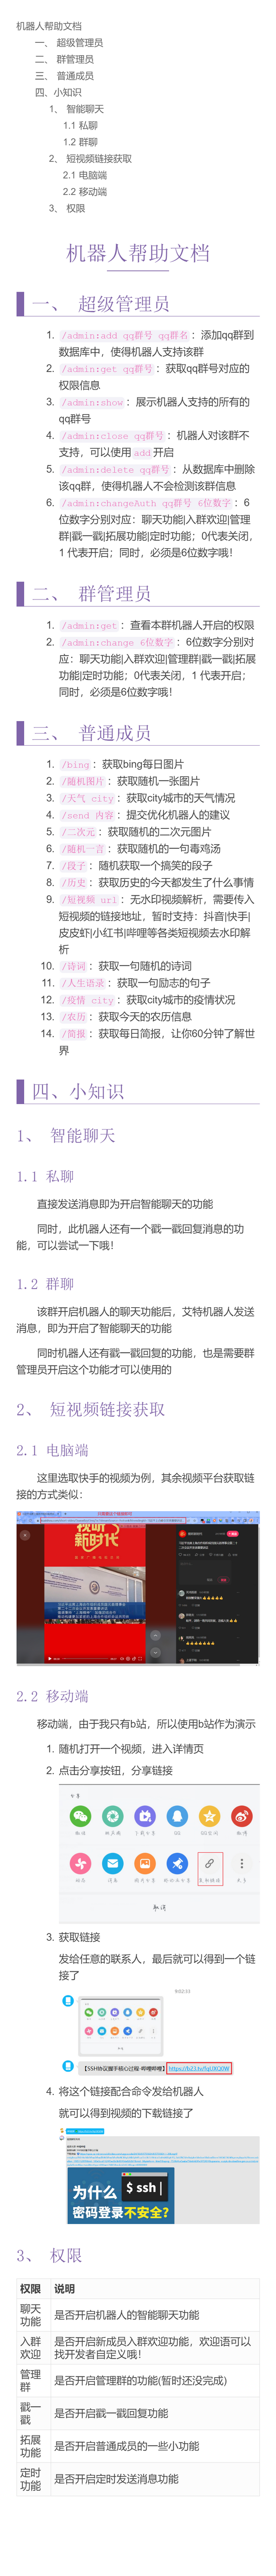 机器人帮助文档
一、 超级管理员
二、 群管理员
三、 普通成员
四、小知识
1、 智能聊天
1.1 私聊
1.2 群聊
2、 短视频链接获取
2.1 电脑端
2.2 移动端
3、 权限
机器人帮助文档
一、 超级管理员
1. /admin:add qq群号 qq群名：添加qq群到
数据库中，使得机器人支持该群
2. /admin:get qq群号：获取qq群号对应的
权限信息
3. /admin:show：展示机器人支持的所有的
qq群号
4. /admin:close qq群号：机器人对该群不
支持，可以使用 add 开启
5. /admin:delete qq群号：从数据库中删除
该qq群，使得机器人不会检测该群信息
6. /admin:changeAuth qq群号 6位数字：6
位数字分别对应：聊天功能|入群欢迎|管理
群|戳一戳|拓展功能|定时功能；0代表关闭，
1 代表开启；同时，必须是6位数字哦！
二、 群管理员
1. /admin:get：查看本群机器人开启的权限
2. /admin:change 6位数字：6位数字分别对
应：聊天功能|入群欢迎|管理群|戳一戳|拓展
功能|定时功能；0代表关闭，1 代表开启；
同时，必须是6位数字哦！
三、 普通成员
1. /bing：获取bing每日图片
2. /随机图片：获取随机一张图片
3. /天气 city：获取city城市的天气情况
4. /send 内容：提交优化机器人的建议
5. /二次元：获取随机的二次元图片
6. /随机一言：获取随机的一句毒鸡汤
7. /段子：随机获取一个搞笑的段子
8. /历史：获取历史的今天都发生了什么事情
9. /短视频 url：无水印视频解析，需要传入
短视频的链接地址，暂时支持：抖音|快手|
皮皮虾|小红书|哔哩等各类短视频去水印解
析
10. /诗词：获取一句随机的诗词
11. /人生语录：获取一句励志的句子
12. /疫情 city：获取city城市的疫情状况
13. /农历：获取今天的农历信息
14. /简报：获取每日简报，让你60分钟了解世
界
四、小知识
1、 智能聊天
1.1 私聊
直接发送消息即为开启智能聊天的功能
同时，此机器人还有一个戳一戳回复消息的功
能，可以尝试一下哦！
1.2 群聊
该群开启机器人的聊天功能后，艾特机器人发送
消息，即为开启了智能聊天的功能
同时机器人还有戳一戳回复的功能，也是需要群
管理员开启这个功能才可以使用的
2、 短视频链接获取
2.1 电脑端
这里选取快手的视频为例，其余视频平台获取链
接的方式类似：
新时代
2.2 移动端
移动端，由于我只有b站，所以使用b站作为演示
1. 随机打开一个视频，进入详情页
2. 点击分享按钮，分享链接
分享
微信 朋友圈 QQ QQ空间 微博
更多
取消
3. 获取链接
发给任意的联系人，最后就可以得到一个链
接了
【SSH协议握手核心过程-哔哩哔哩】
4. 将这个链接配合命令发给机器人
就可以得到视频的下载链接了
为什么 $ ssh
密码登录不安全?
3、 权限
权限 说明
聊天
功能 是否开启机器人的智能聊天功能
入群
欢迎 是否开启新成员入群欢迎功能，欢迎语可以
找开发者自定义哦！
管理
群 是否开启管理群的功能(暂时还没完成)
戳一
戳 是否开启戳一戳回复功能
拓展
功能 是否开启普通成员的一些小功能
定时
功能 是否开启定时发送消息功能